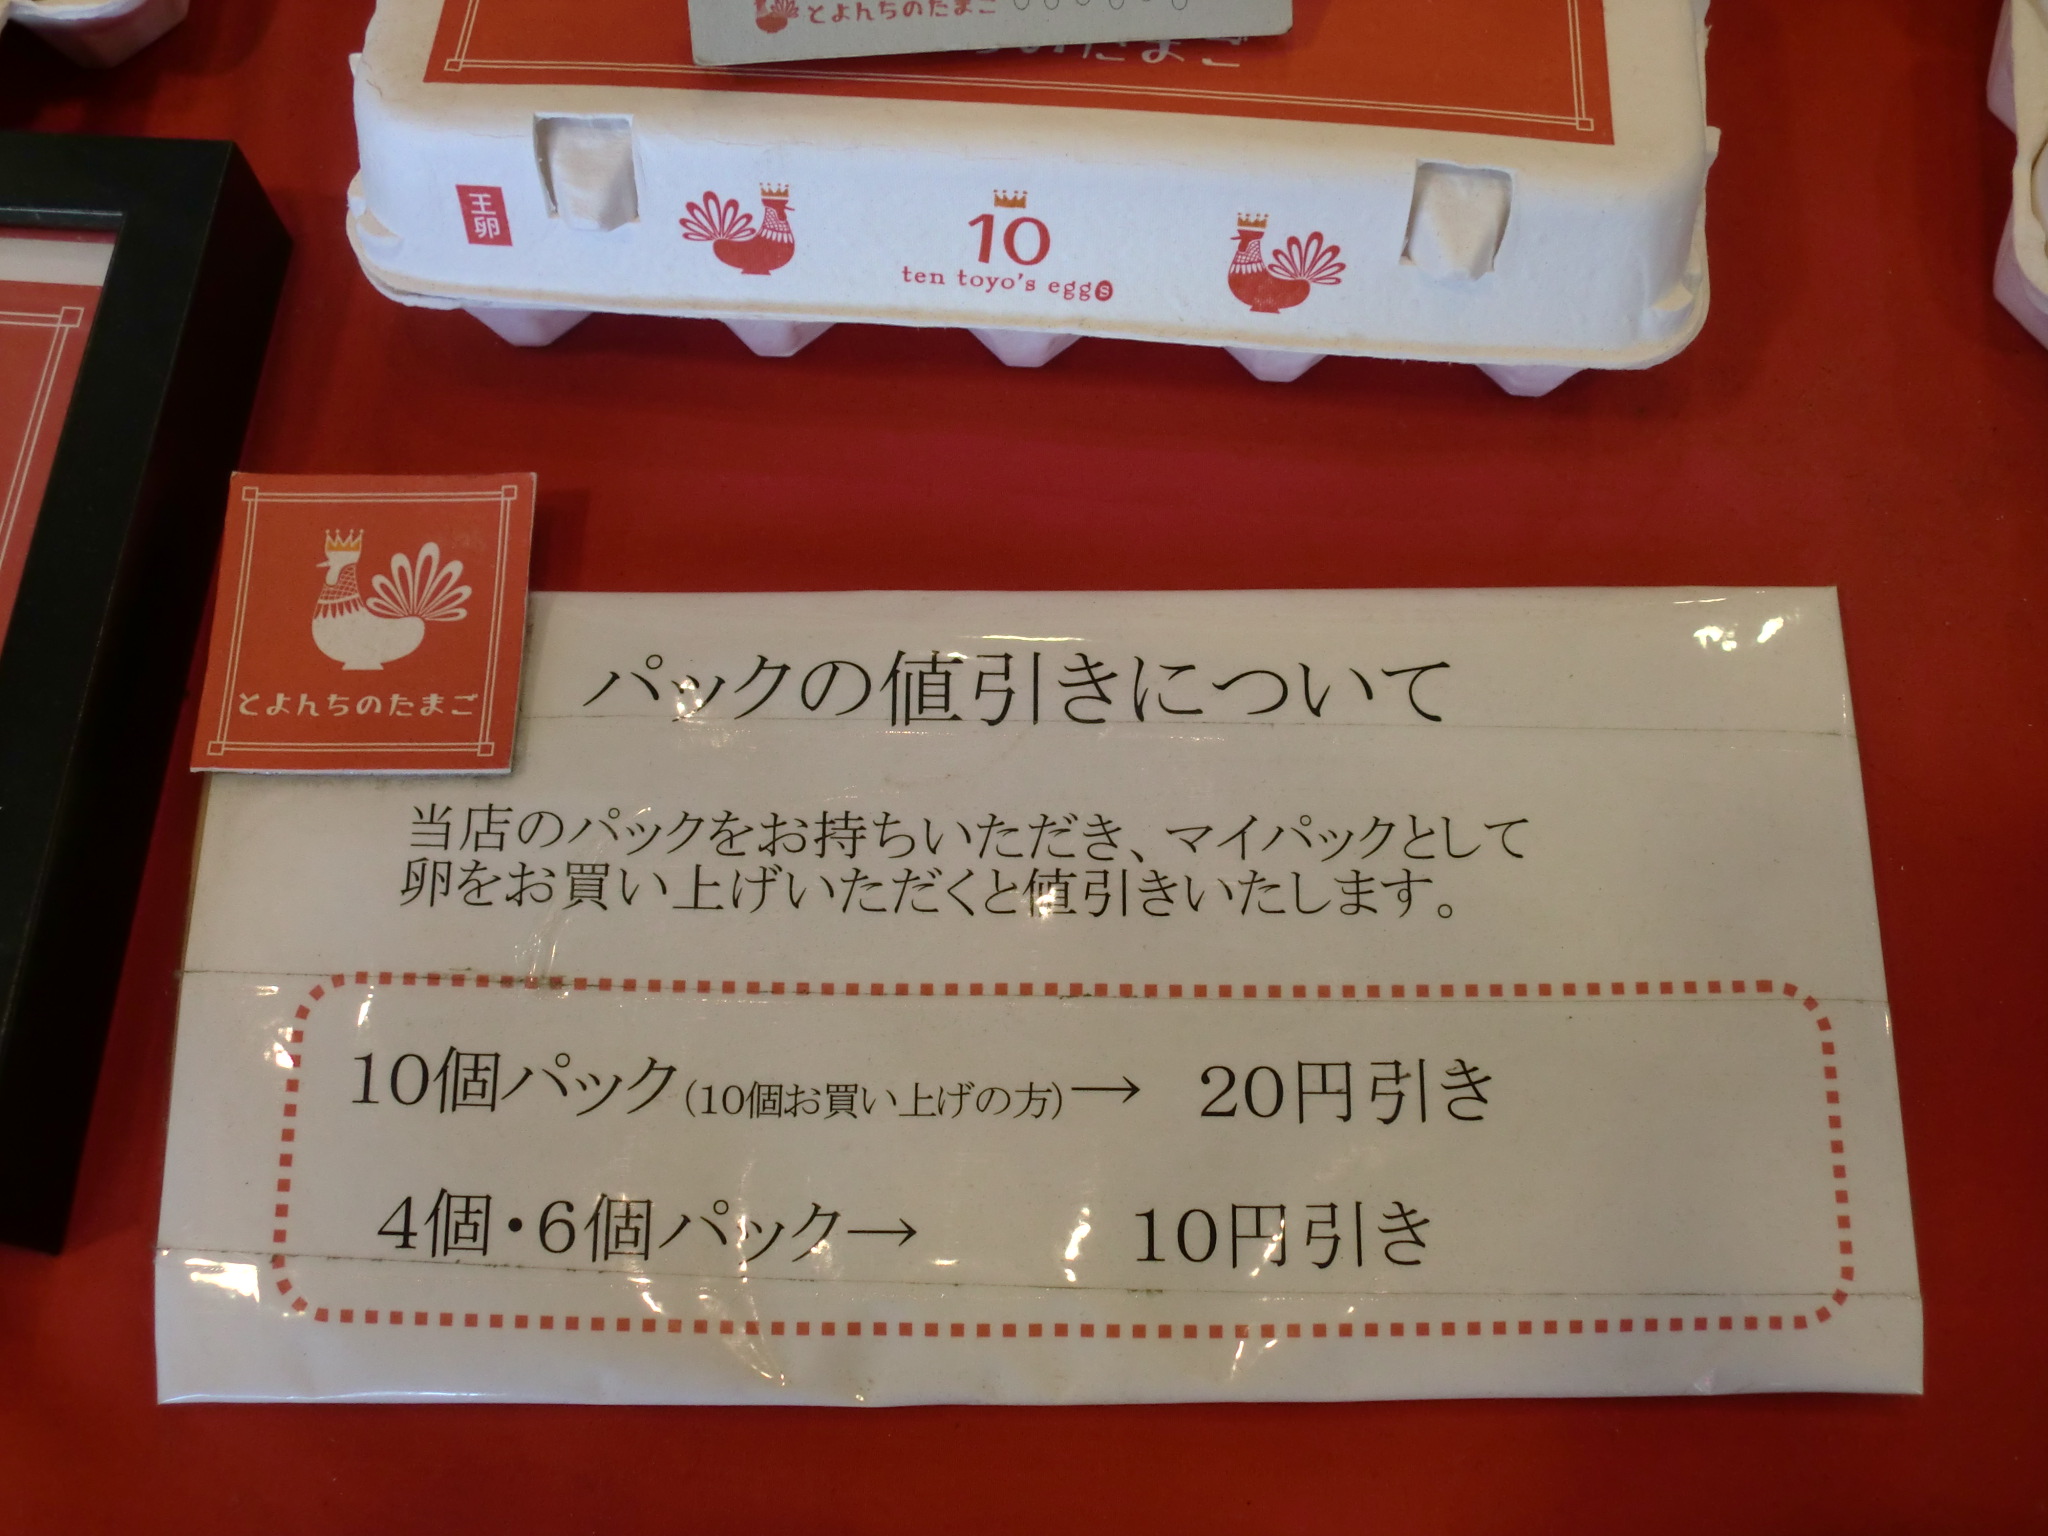 とよんちのたまご
王卵
10
ten toyo's eggs
とよんちのたまご
パックの値引きについて
当店のパックをお持ちいただき、マイパックとして
卵をお買い上げいただくと値引きいたします。
10個パック(10個お買い上げの方)→ 20円引き
4個・6個パック→ 10円引き